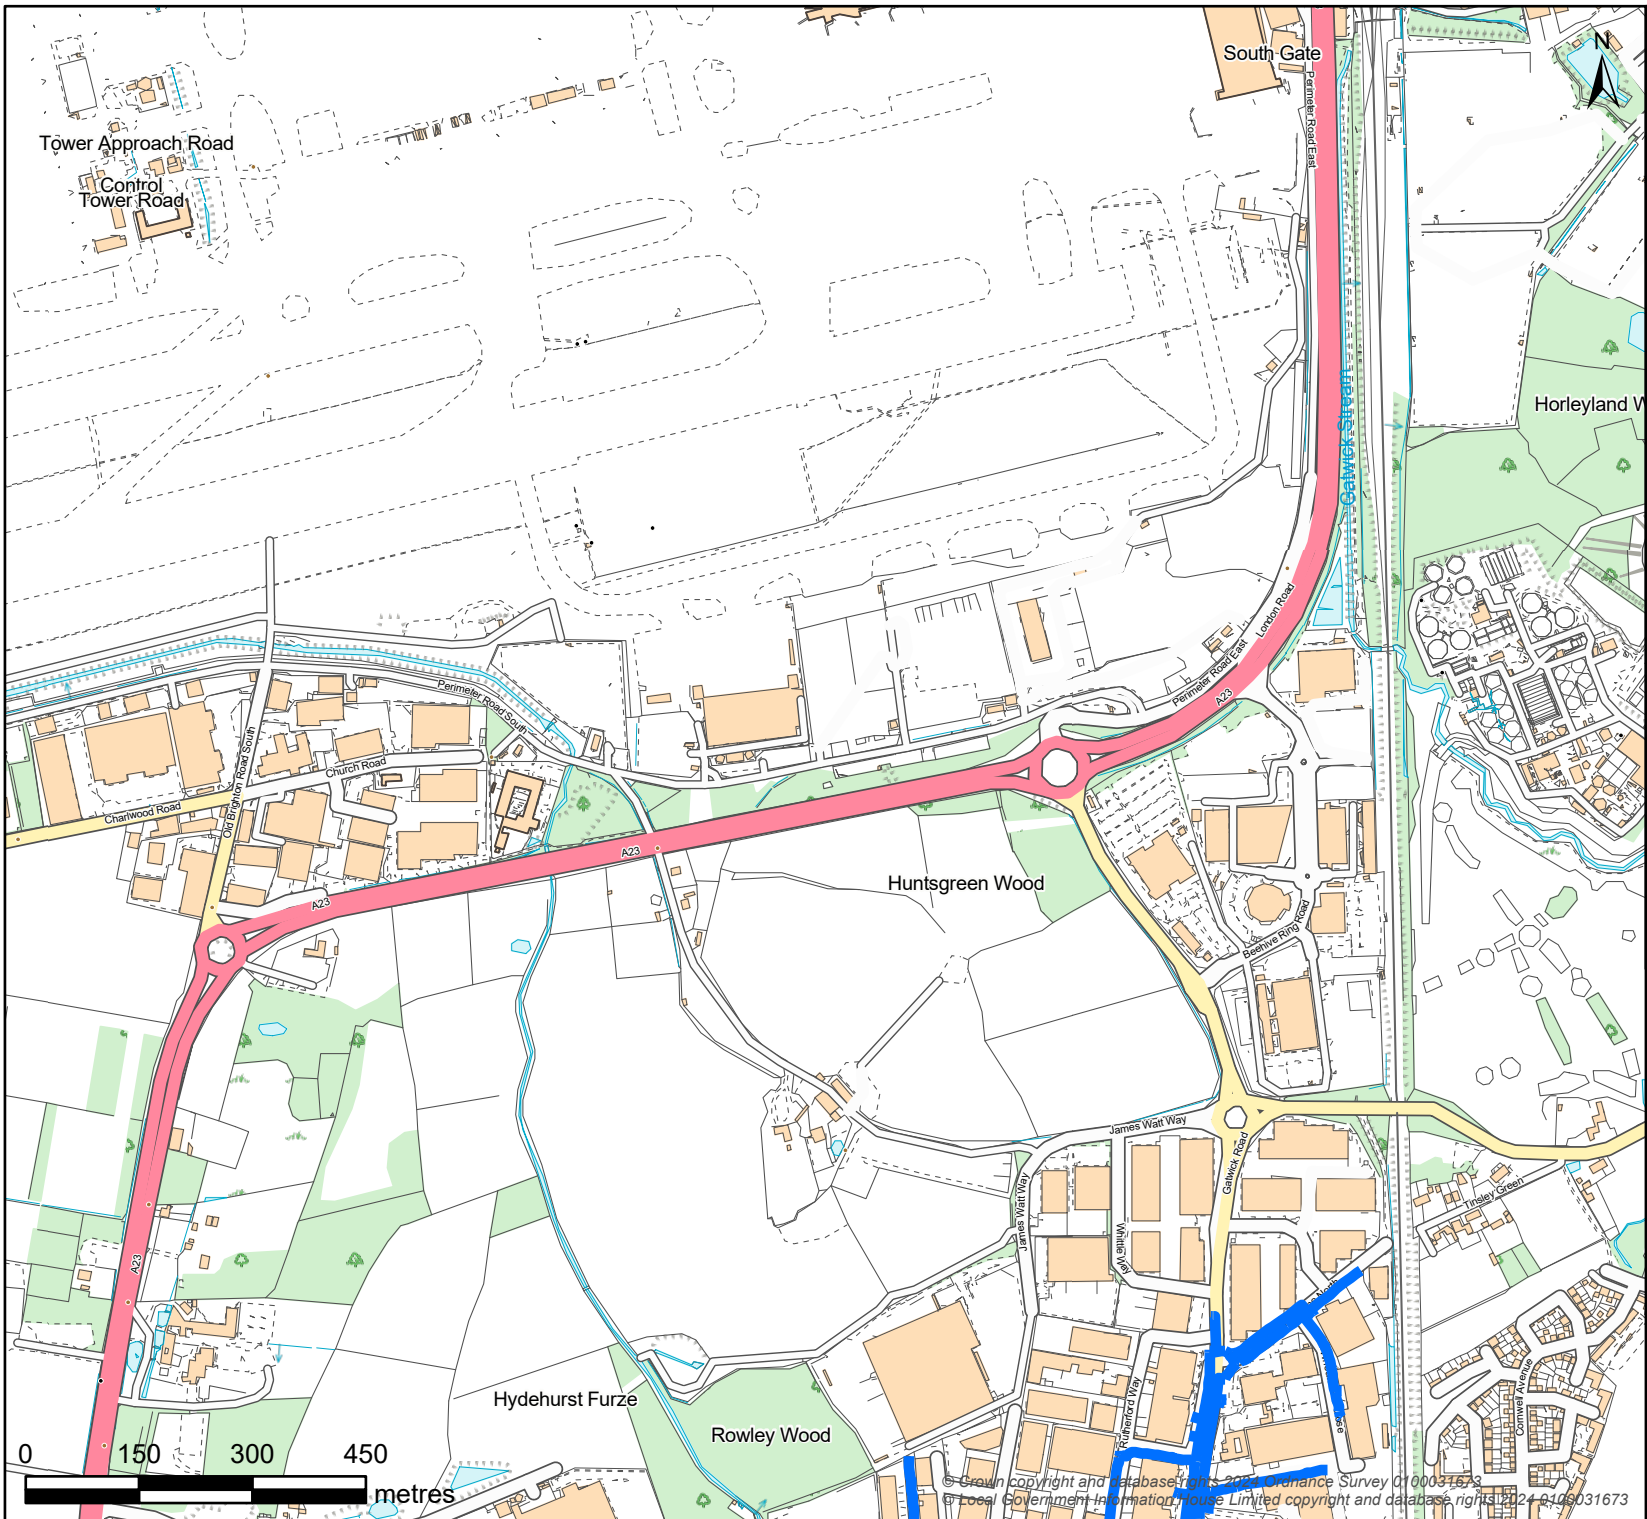 South Gate
N
Perimeter Road East
Tower Approach Road
Control
Tower Road
Gatwick Stream
Horleyland W
London Road
Perimeter Road East
A23
Perimeter Road South
Old Brighton Road South
Church Road
Charlwood Road
A23
A23
Huntsgreen Wood
Beehive Ring Road
James Watt Way
Gatwick Road
James Watt Way
Whittle Way
Tinsley Green
A23
North
Rutherford Way
Cornwell Avenue
Hydehurst Furze
Rowley Wood
0 150 300 450
metres
© Crown copyright and database rights 2024 Ordnance Survey 0100031673
© Local Government Information House Limited copyright and database rights 2024 0100031673